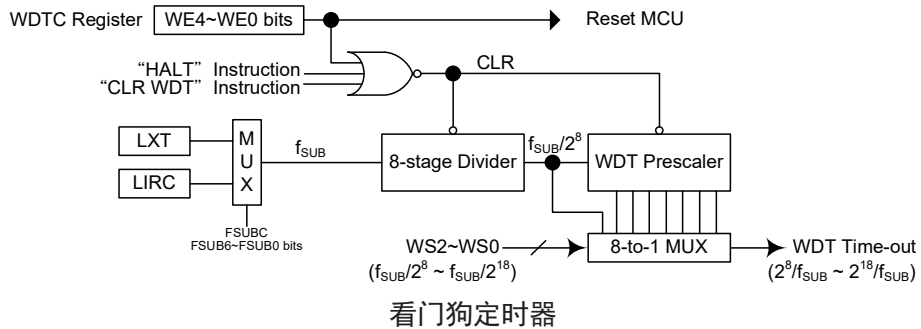 WDTC Register WE4~WE0 bits Reset MCU
"HALT" Instruction
"CLR WDT" Instruction
CLR
LXT
LIRC
M
U
X
fSUB
8-stage Divider
fSUB/2^8
WDT Prescaler
FSUBC
FSUB6~FSUB0 bits
WS2~WS0
(fSUB/2^8 ~ fSUB/2^18)
8-to-1 MUX
WDT Time-out
(2^8/fSUB ~ 2^18/fSUB)
看门狗定时器